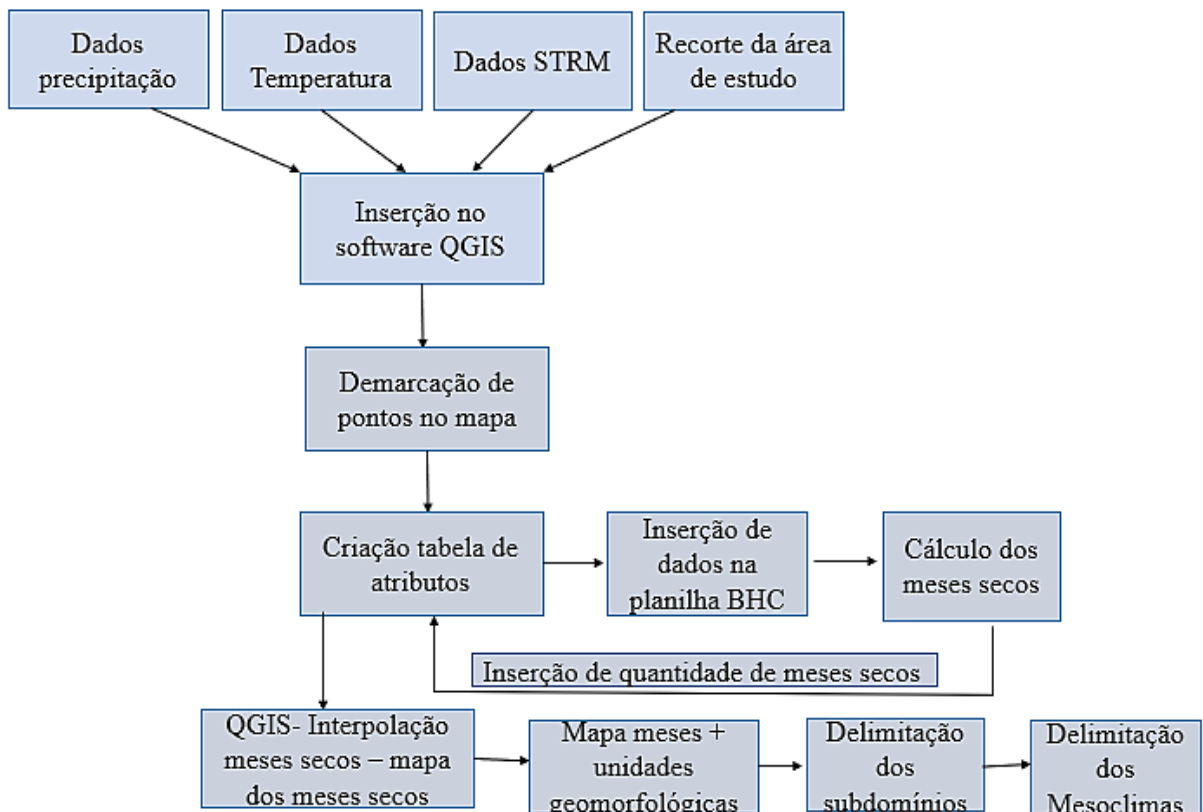 Dados
precipitação
Dados
Temperatura
Dados STRM
Recorte da área
de estudo
Inserção no
software QGIS
Demarcação de
pontos no mapa
Criação tabela de
atributos
Inserção de
dados na
planilha BHC
Cálculo dos
meses secos
Inserção de quantidade de meses secos
QGIS- Interpolação
meses secos – mapa
dos meses secos
Mapa meses +
unidades
geomorfológicas
Delimitação
dos
subdomínios
Delimitação
dos
Mesoclimas